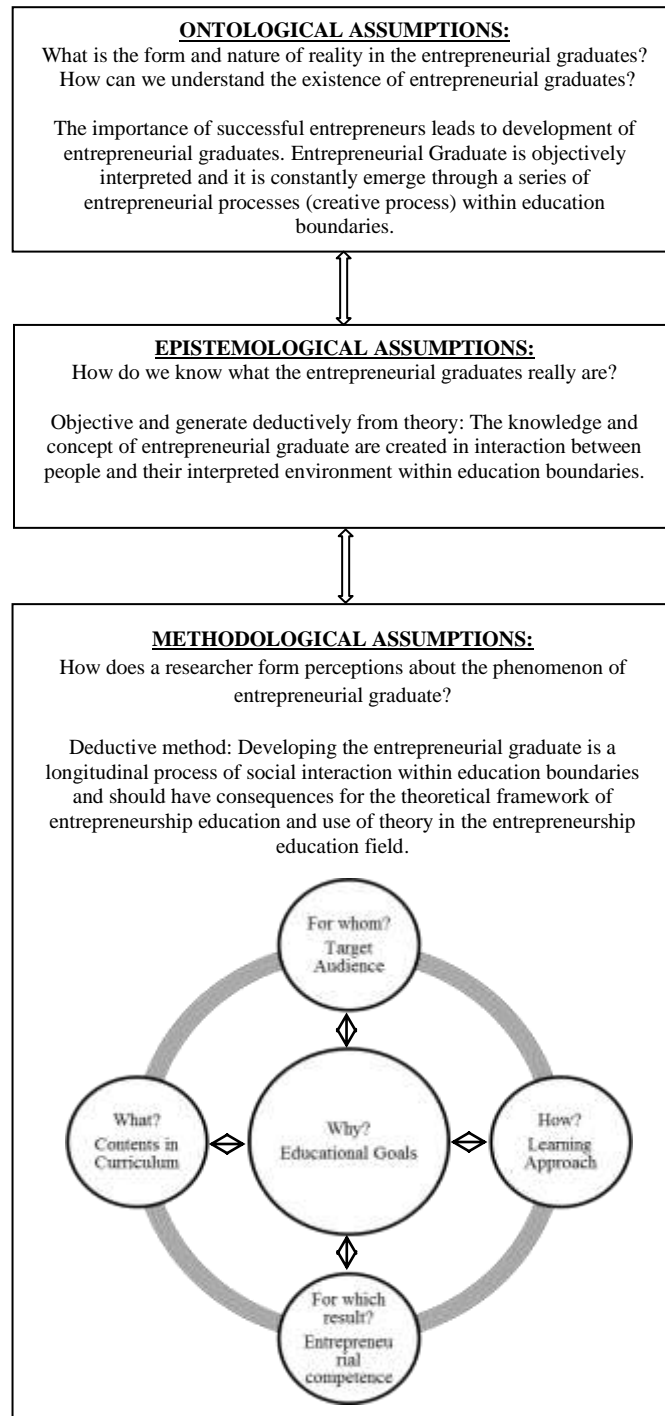 ONTOLOGICAL ASSUMPTIONS:
What is the form and nature of reality in the entrepreneurial graduates?
How can we understand the existence of entrepreneurial graduates?
The importance of successful entrepreneurs leads to development of
entrepreneurial graduates. Entrepreneurial Graduate is objectively
interpreted and it is constantly emerge through a series of
entrepreneurial processes (creative process) within education
boundaries.
EPISTEMOLOGICAL ASSUMPTIONS:
How do we know what the entrepreneurial graduates really are?
Objective and generate deductively from theory: The knowledge and
concept of entrepreneurial graduate are created in interaction between
people and their interpreted environment within education boundaries.
METHODOLOGICAL ASSUMPTIONS:
How does a researcher form perceptions about the phenomenon of
entrepreneurial graduate?
Deductive method: Developing the entrepreneurial graduate is a
longitudinal process of social interaction within education boundaries
and should have consequences for the theoretical framework of
entrepreneurship education and use of theory in the entrepreneurship
education field.
For whom?
Target
Audience
What?
Contents in
Curriculum
Why?
Educational Goals
How?
Learning
Approach
For which
result?
Entrepreneu
rial
competence